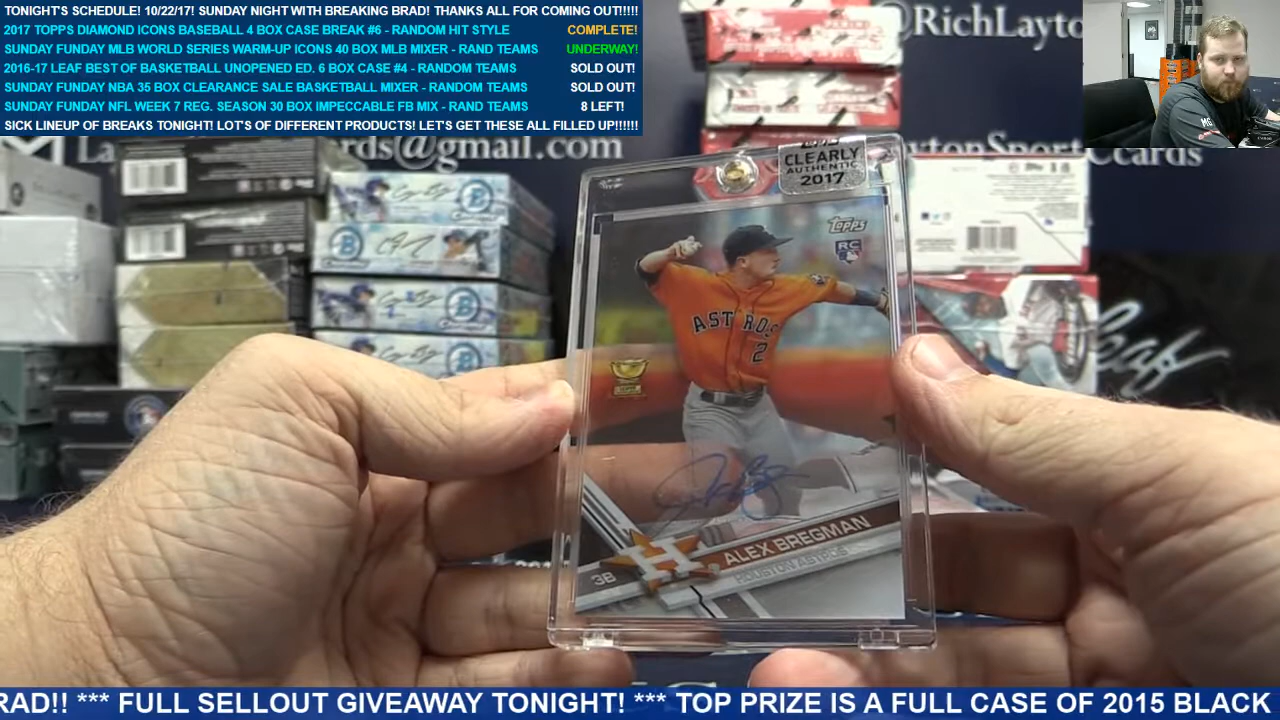 TONIGHT'S SCHEDULE! 10/22/17! SUNDAY NIGHT WITH BREAKING BRAD! THANKS ALL FOR COMING OUT!!!!!
2017 TOPPS DIAMOND ICONS BASEBALL 4 BOX CASE BREAK #6 - RANDOM HIT STYLE COMPLETE!
SUNDAY FUNDAY MLB WORLD SERIES WARM-UP ICONS 40 BOX MLB MIXER - RAND TEAMS UNDERWAY!
2016-17 LEAF BEST OF BASKETBALL UNOPENED ED. 6 BOX CASE #4 - RANDOM TEAMS SOLD OUT!
SUNDAY FUNDAY NBA 35 BOX CLEARANCE SALE BASKETBALL MIXER - RANDOM TEAMS SOLD OUT!
SUNDAY FUNDAY NFL WEEK 7 REG. SEASON 30 BOX IMPECCABLE FB MIX - RAND TEAMS 8 LEFT!
SICK LINEUP OF BREAKS TONIGHT! LOT'S OF DIFFERENT PRODUCTS! LET'S GET THESE ALL FILLED UP!!!!!!
@RichLayto
cards@gmail.com
aytonSportCcards
CLEARLY
AUTHENTIC
2017
TOPPS
RC
ASTROS
2
Leaf
ALEX BREGMAN
3B
HOUSTON ASTROS
H
MG
RAD!! *** FULL SELLOUT GIVEAWAY TONIGHT! *** TOP PRIZE IS A FULL CASE OF 2015 BLACK